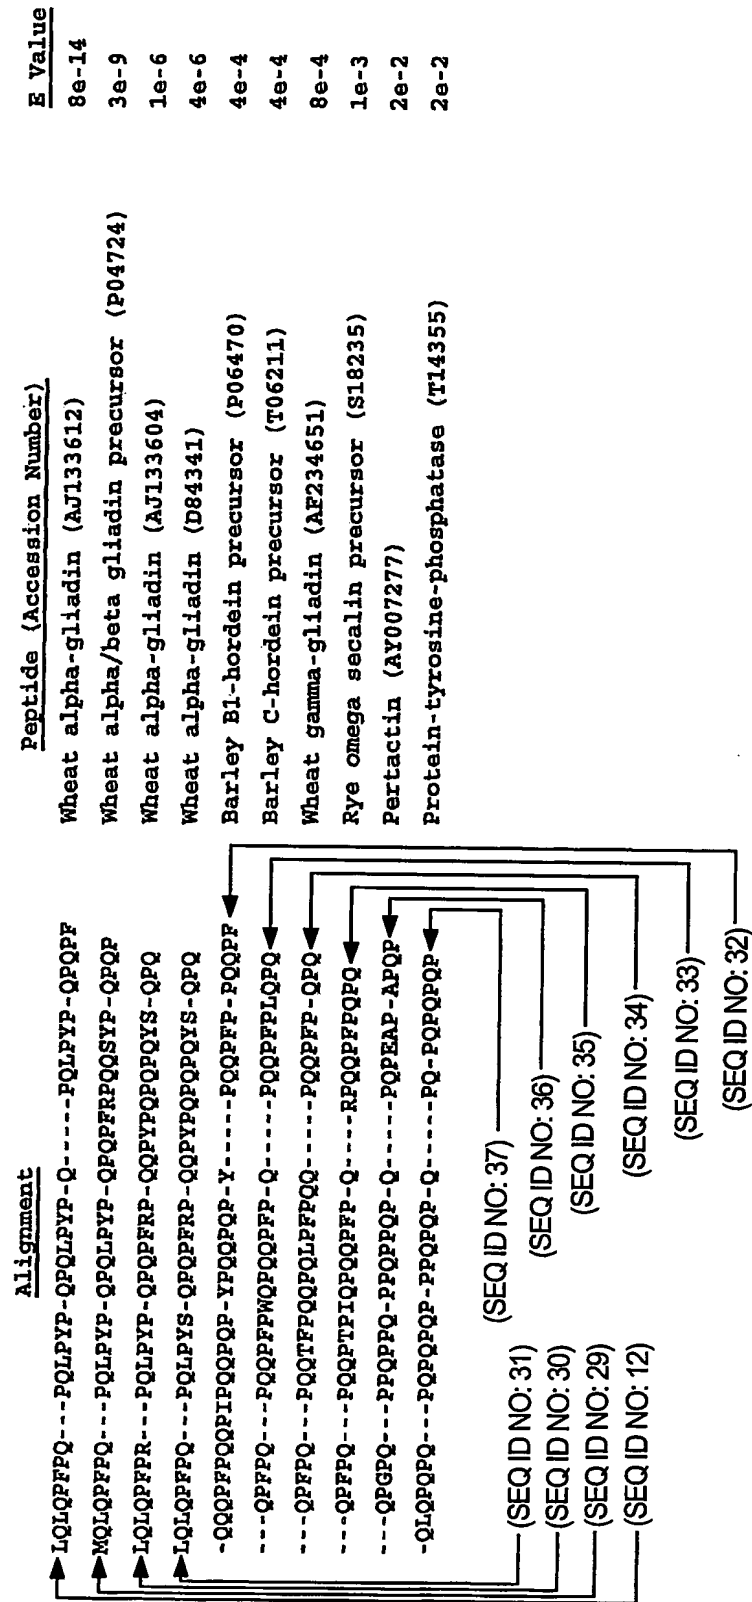 Alignment Peptide (Accession Number) E Value
LQLQPFPQ---PQLPYP-QPQLPYP-Q-----PQLPYP-QPQPF Wheat alpha-gliadin (AJ133612) 8e-14
MQLQPFPQ---PQLPYP-QPQLPYP-QPQPFRPQQSYP-QPQP Wheat alpha/beta gliadin precursor (P04724) 3e-9
LQLQPFPR---PQLPYP-QPQPFRP-QQPYPQPQPQYS-QPQ Wheat alpha-gliadin (AJ133604) 1e-6
LQLQPFPQ---PQLPYS-QPQPFRP-QQPYPQPQPQYS-QPQ Wheat alpha-gliadin (D84341) 4e-6
-QQQPFPQQPIPQQPQP-YPQQPQP-Y-----PQQPFP-PQQPF Barley B1-hordein precursor (P06470) 4e-4
---QPFPQ---PQQPFPWQPQQPFP-Q-----PQQPFPLQPQ Barley C-hordein precursor (T06211) 4e-4
---QPFPQ---PQQTFPQQPQLPFPQQ-----PQQPFP-QPQ Wheat gamma-gliadin (AF234651) 8e-4
---QPFPQ---PQQPTPIQPQQPFP-Q----RPQQPFPQPQ Rye omega secalin precursor (S18235) 1e-3
---QPGPQ---PPQPPQ-PPQPPQP-Q-----PQPEAP-APQP Pertactin (AY007277) 2e-2
-QLQPQPQ---PQPQPQP-PPQPQP-Q-----PQ-PQPQPQP Protein-tyrosine-phosphatase (T14355) 2e-2
(SEQ ID NO: 31)
(SEQ ID NO: 30)
(SEQ ID NO: 29)
(SEQ ID NO: 12)
(SEQ ID NO: 37)
(SEQ ID NO: 36)
(SEQ ID NO: 35)
(SEQ ID NO: 34)
(SEQ ID NO: 33)
(SEQ ID NO: 32)